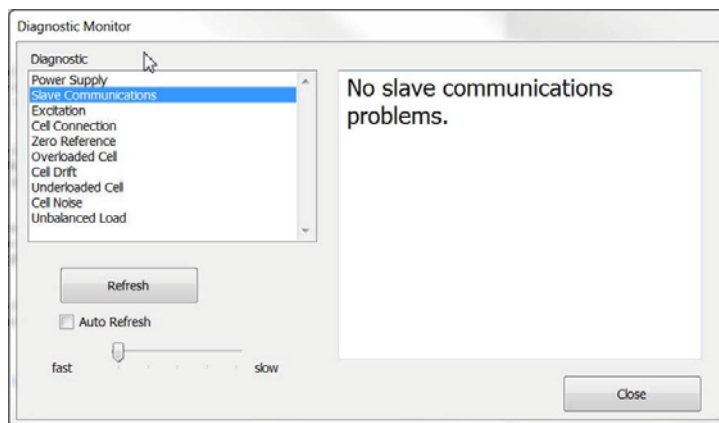 Diagnostic Monitor
Diagnostic
Power Supply
Slave Communications
Excitation
Cell Connection
Zero Reference
Overloaded Cell
Cell Drift
Underloaded Cell
Cell Noise
Unbalanced Load
No slave communications
problems.
Refresh
Auto Refresh
fast
slow
Close